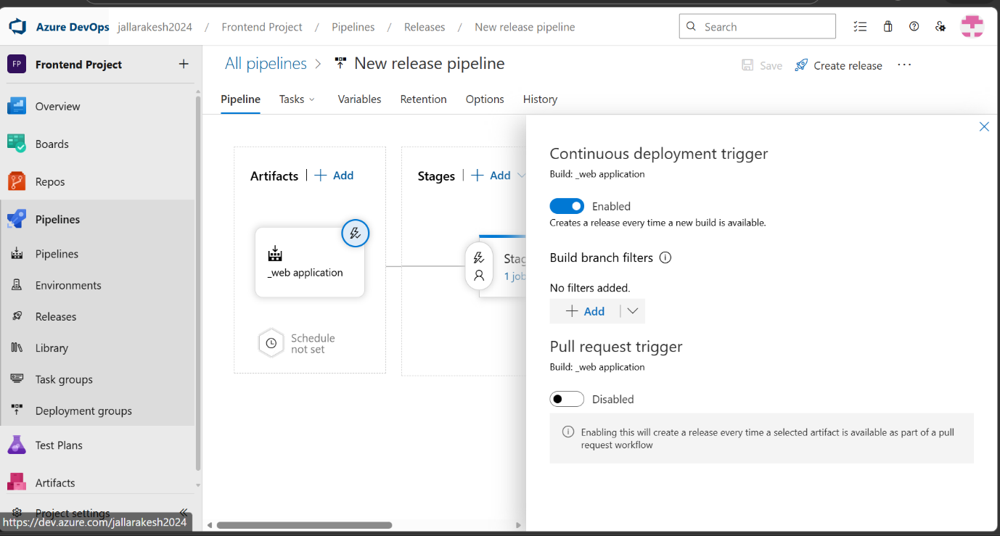 Azure DevOps jallarakesh2024 / Frontend Project / Pipelines / Releases / New release pipeline
Search
FP Frontend Project
Overview
Boards
Repos
Pipelines
Pipelines
Environments
Releases
Library
Task groups
Deployment groups
Test Plans
Artifacts
Project settings
https://dev.azure.com/jallarakesh2024
All pipelines > New release pipeline
Save Create release ...
Pipeline Tasks Variables Retention Options History
Artifacts | + Add
_web application
Schedule
not set
Stages | + Add
Stag
1 job
Continuous deployment trigger
Build: _web application
Enabled
Creates a release every time a new build is available.
Build branch filters
No filters added.
+ Add
Pull request trigger
Build: _web application
Disabled
Enabling this will create a release every time a selected artifact is available as part of a pull
request workflow